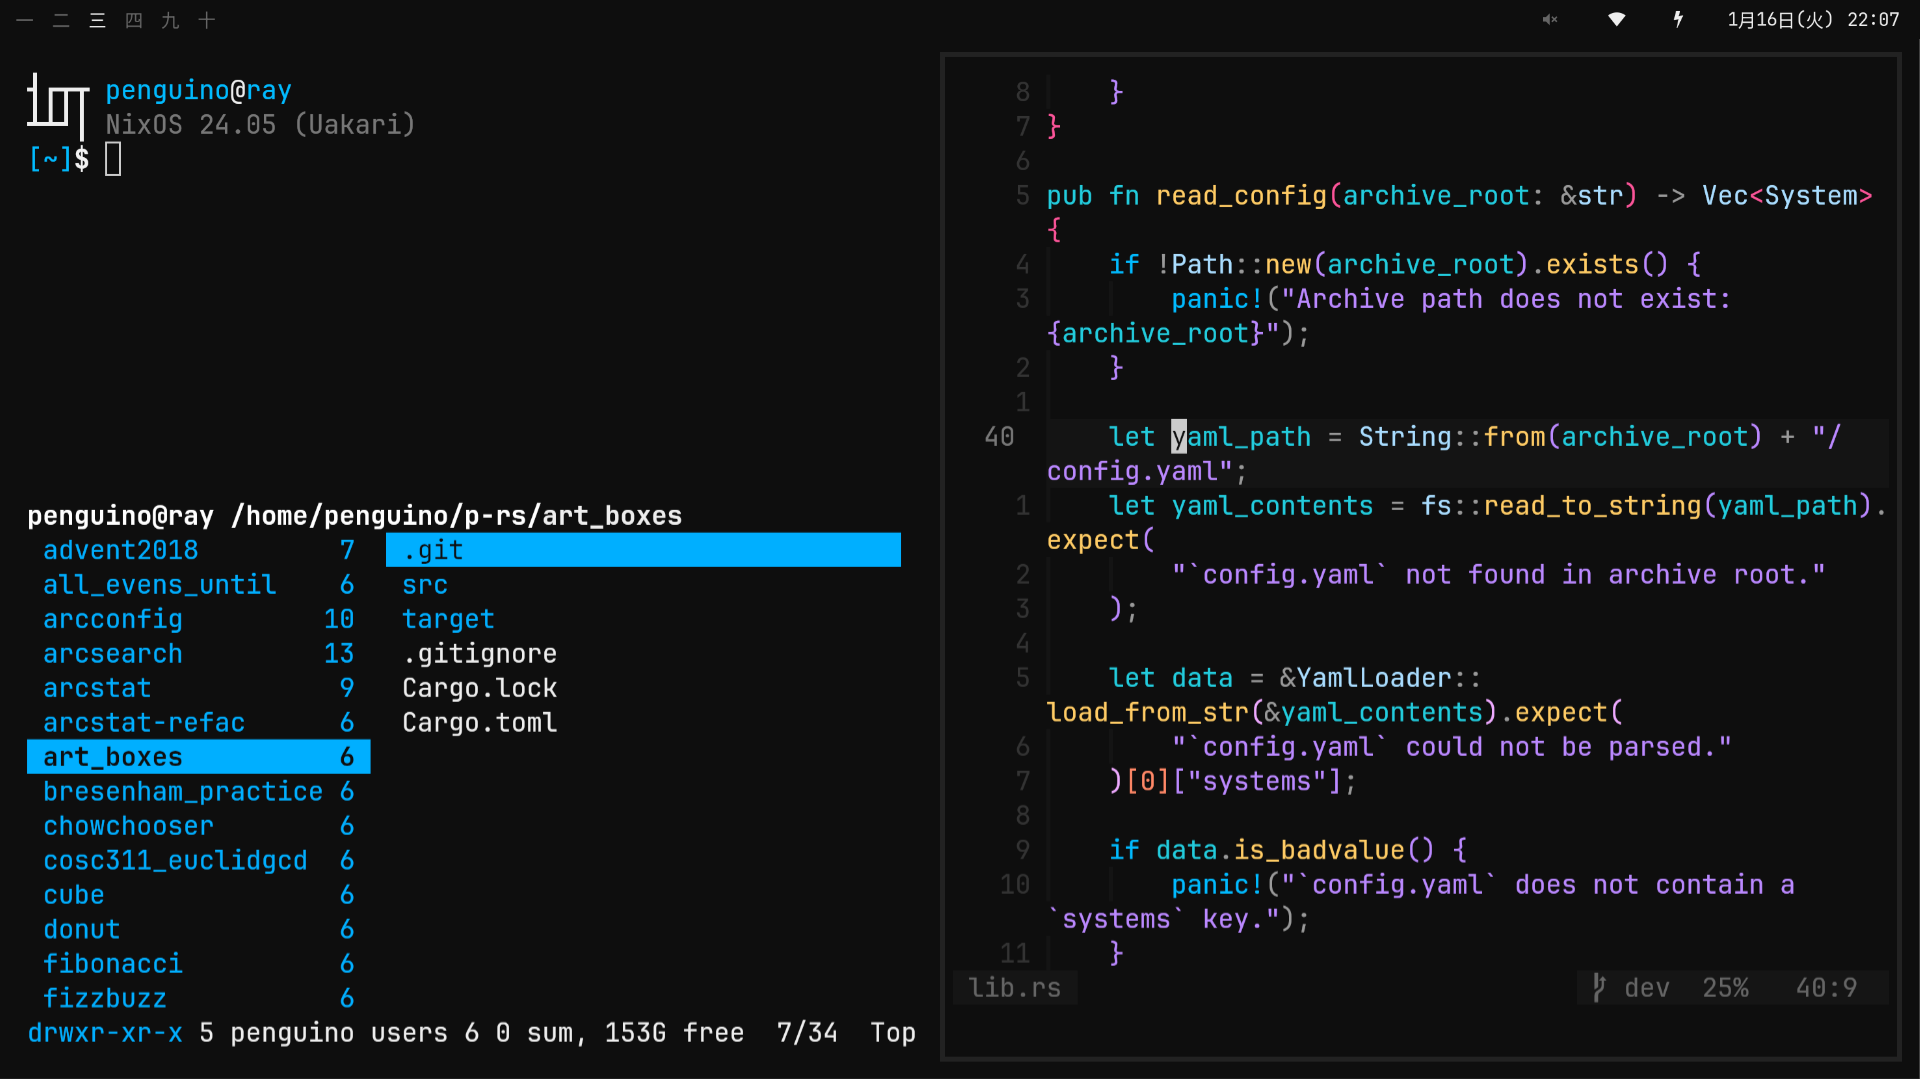 一 二 三 四 九 十
1月16日(火) 22:07
penguino@ray
NixOS 24.05 (Uakari)
[~]$
penguino@ray /home/penguino/p-rs/art_boxes
advent2018 7
all_evens_until 6
arcconfig 10
arcsearch 13
arcstat 9
arcstat-refac 6
art_boxes 6
bresenham_practice 6
chowchooser 6
cosc311_euclidgcd 6
cube 6
donut 6
fibonacci 6
fizzbuzz 6
.git
src
target
.gitignore
Cargo.lock
Cargo.toml
drwxr-xr-x 5 penguino users 6 0 sum, 153G free 7/34 Top
8     }
7 }
6
5 pub fn read_config(archive_root: &str) -> Vec<System>
{
4     if !Path::new(archive_root).exists() {
3         panic!("Archive path does not exist:
{archive_root}");
2     }
1
40     let yaml_path = String::from(archive_root) + "/
config.yaml";
1     let yaml_contents = fs::read_to_string(yaml_path).
expect(
2         "`config.yaml` not found in archive root."
3     );
4
5     let data = &YamlLoader::
load_from_str(&yaml_contents).expect(
6         "`config.yaml` could not be parsed."
7     )[0]["systems"];
8
9     if data.is_badvalue() {
10         panic!("`config.yaml` does not contain a
`systems` key.");
11     }
lib.rs dev 25% 40:9